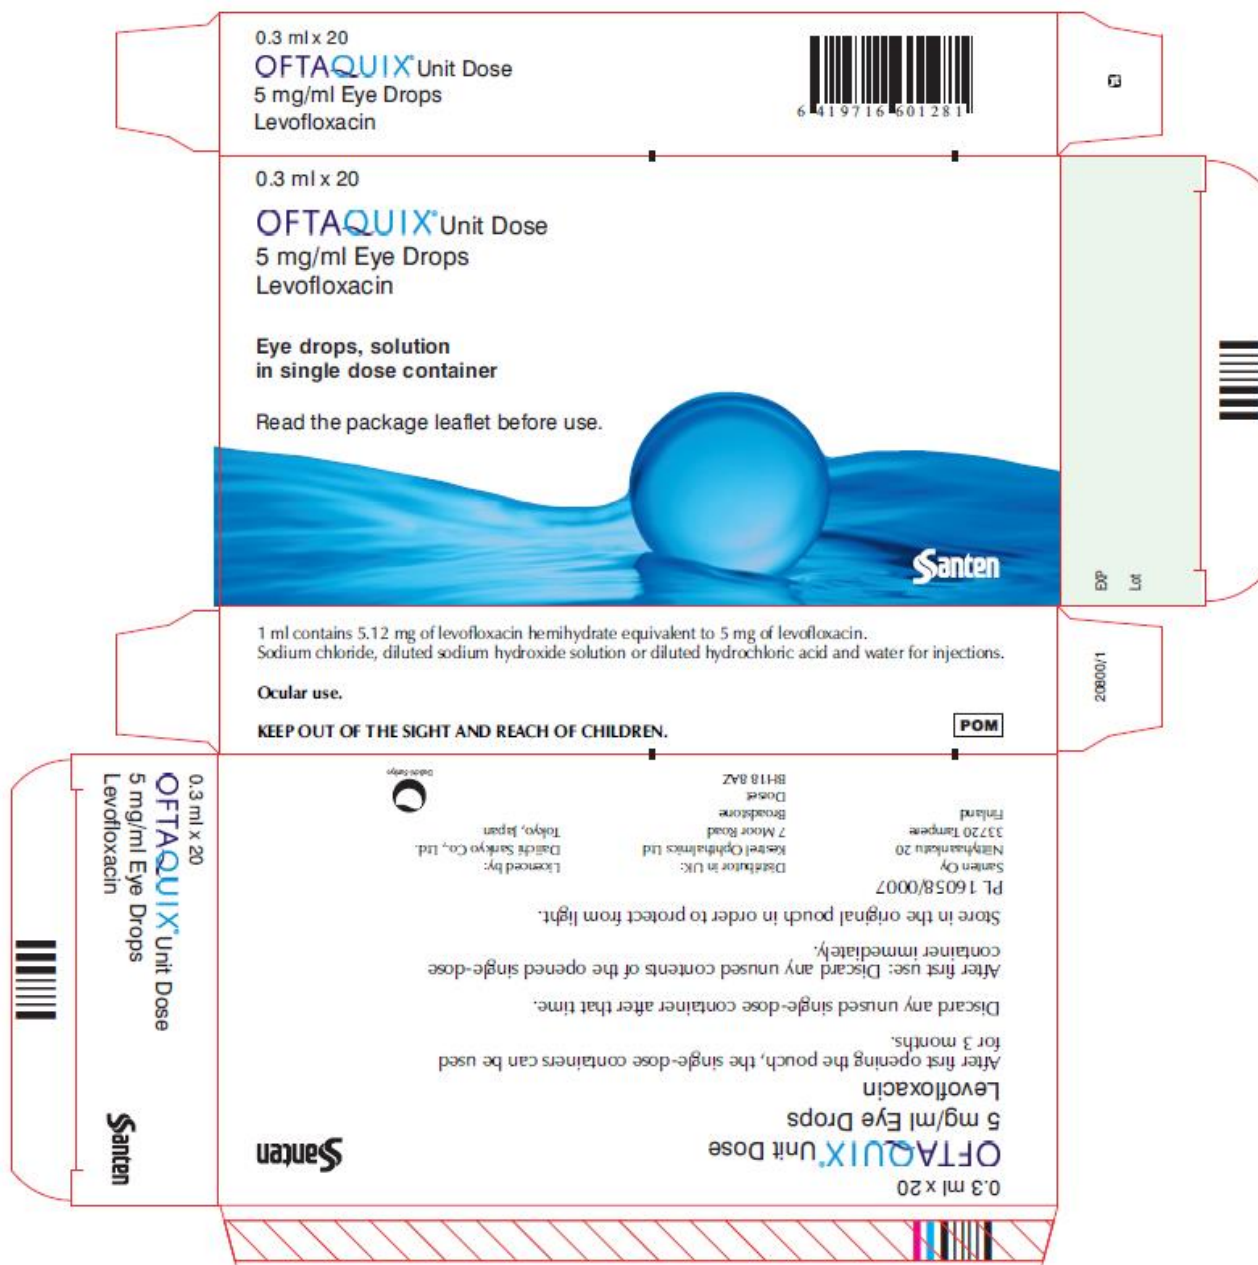 0.3 ml x 20
OFTAQUIX® Unit Dose
5 mg/ml Eye Drops
Levofloxacin
6 419716 601281
0.3 ml x 20
OFTAQUIX® Unit Dose
5 mg/ml Eye Drops
Levofloxacin
Eye drops, solution
in single dose container
Read the package leaflet before use.
Santen
EXP
Lot
1 ml contains 5.12 mg of levofloxacin hemihydrate equivalent to 5 mg of levofloxacin.
Sodium chloride, diluted sodium hydroxide solution or diluted hydrochloric acid and water for injections.
Ocular use.
KEEP OUT OF THE SIGHT AND REACH OF CHILDREN.
POM
20800/1
0.3 ml x 20
OFTAQUIX® Unit Dose
5 mg/ml Eye Drops
Levofloxacin
Santen
0.3 ml x 20
OFTAQUIX® Unit Dose
5 mg/ml Eye Drops
Levofloxacin
Santen
After first opening the pouch, the single-dose containers can be used
for 3 months.
Discard any unused single-dose container after that time.
After first use: Discard any unused contents of the opened single-dose
container immediately.
Store in the original pouch in order to protect from light.
PL 16058/0007
Santen Oy
Niittyhaankatu 20
33720 Tampere
Finland
Distributor in UK:
Kestrel Ophthalmics Ltd
7 Moor Road
Broadstone
Dorset
BH18 8AZ
Licenced by:
Daiichi Sankyo Co., Ltd.
Tokyo, Japan
Daiichi-Sankyo